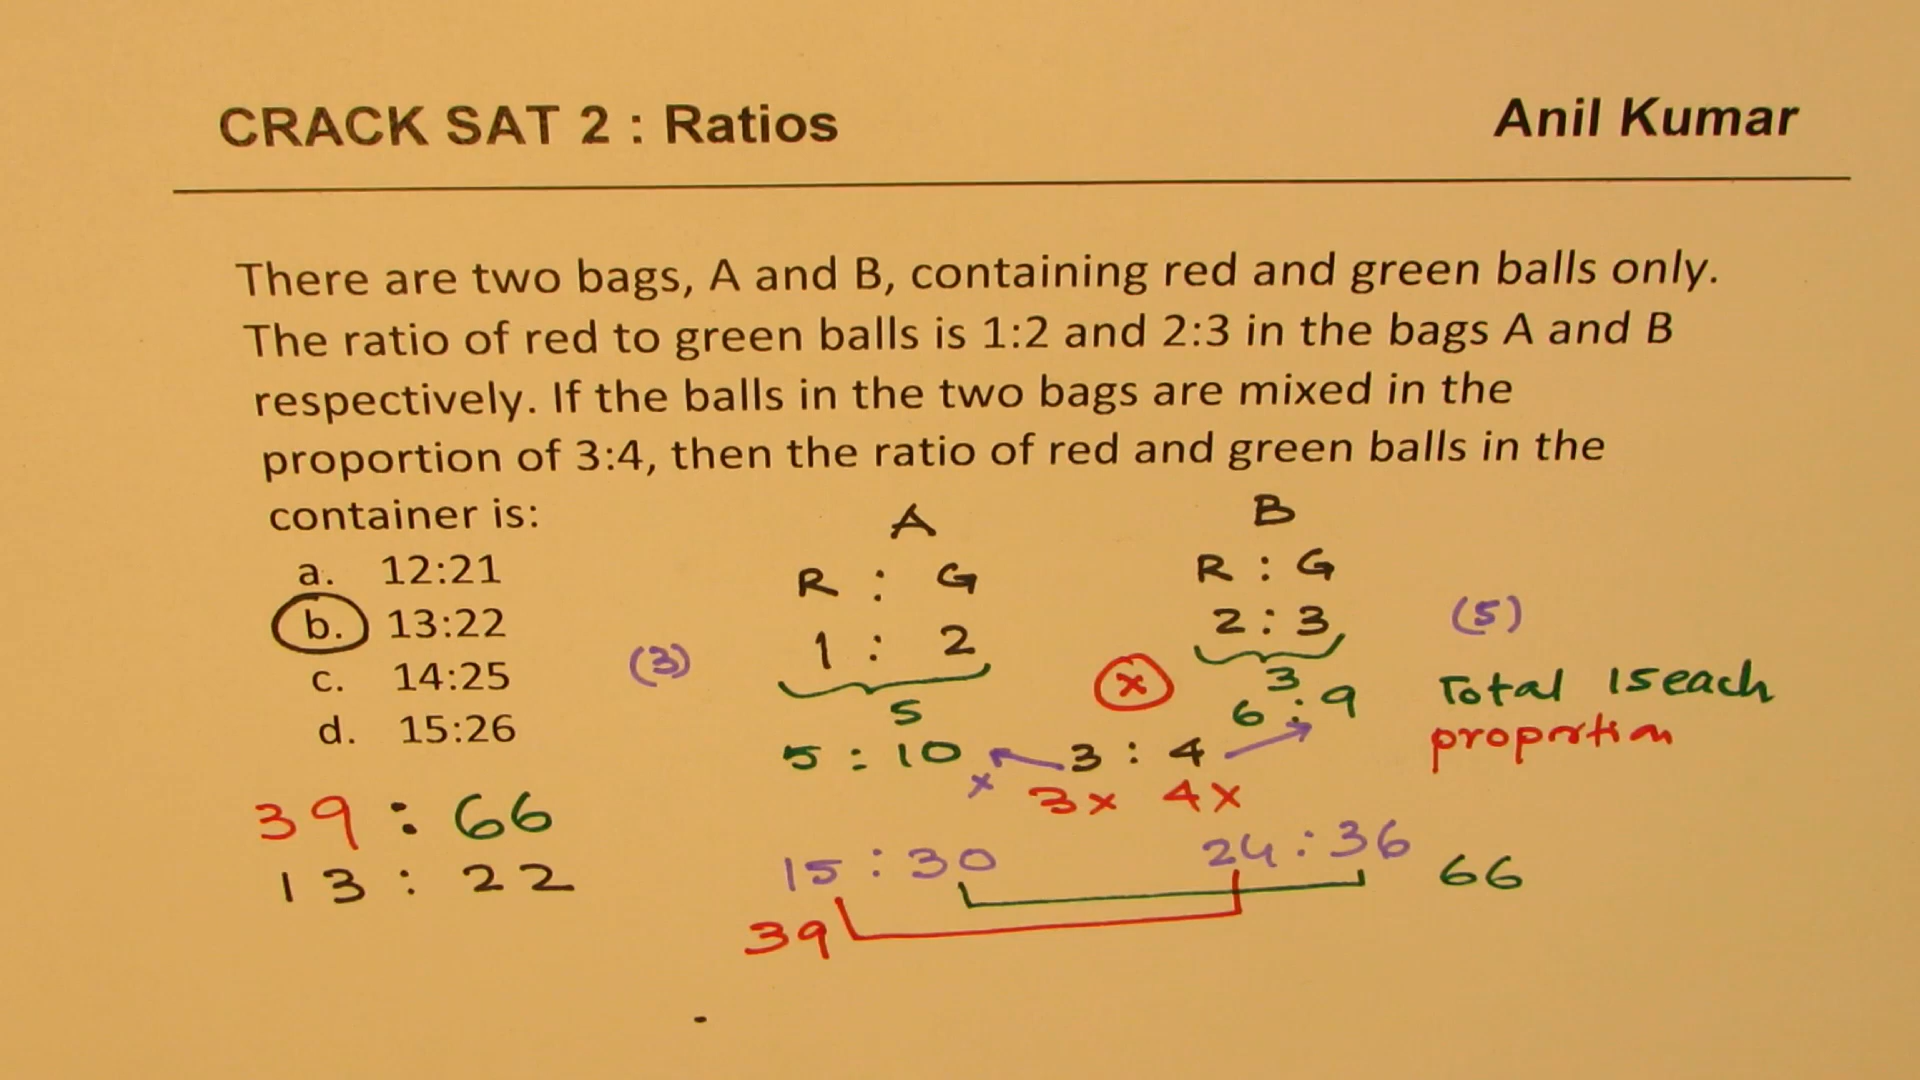 CRACK SAT 2 : Ratios Anil Kumar
There are two bags, A and B, containing red and green balls only.
The ratio of red to green balls is 1:2 and 2:3 in the bags A and B
respectively. If the balls in the two bags are mixed in the
proportion of 3:4, then the ratio of red and green balls in the
container is:
a. 12:21
b. 13:22
c. 14:25
d. 15:26
A
R : G
(3) 1 : 2
5
5 : 10
B
R : G
2 : 3 (5)
3
6 : 9
Total 15 each
proportion
x
3 : 4
x 3x 4x
15 : 30 24 : 36
39 66
39 : 66
13 : 22